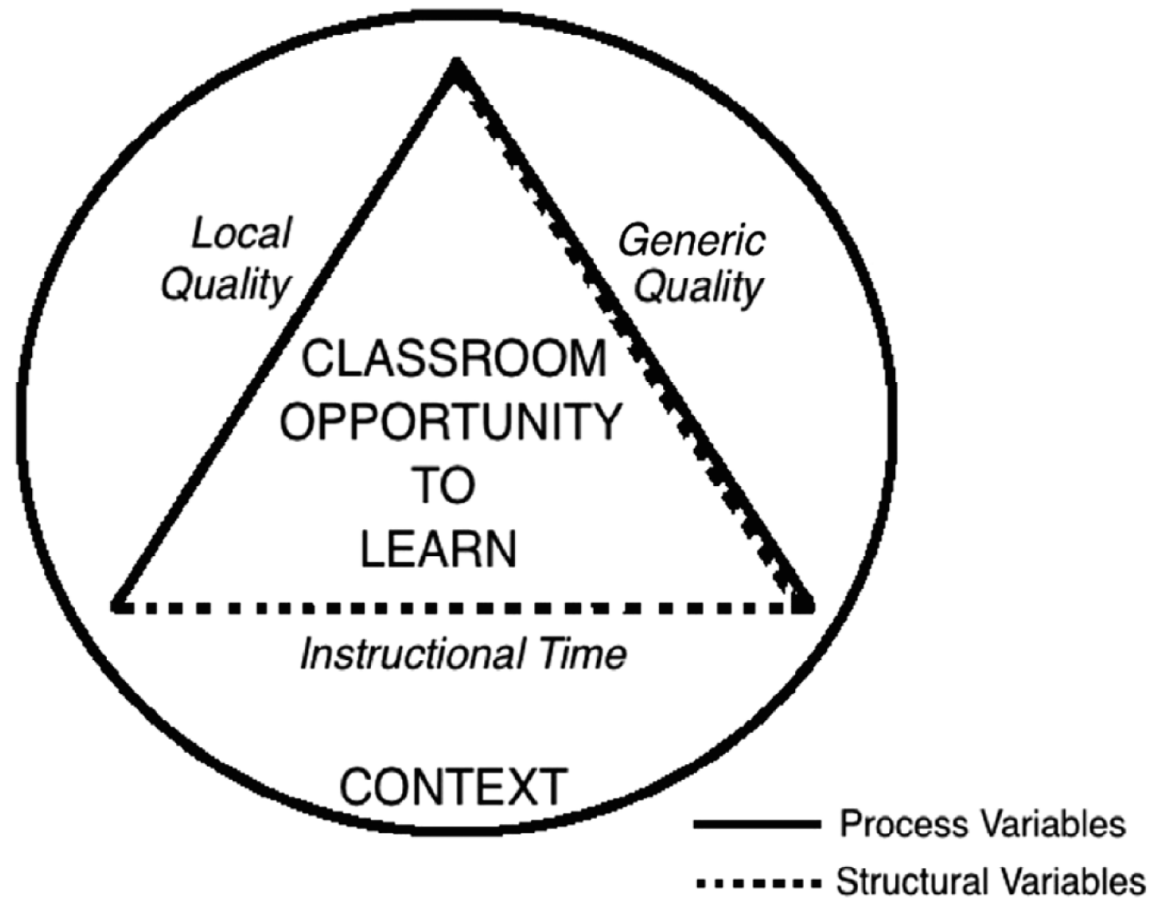 Local
Quality
Generic
Quality
CLASSROOM
OPPORTUNITY
TO
LEARN
Instructional Time
CONTEXT
Process Variables
Structural Variables